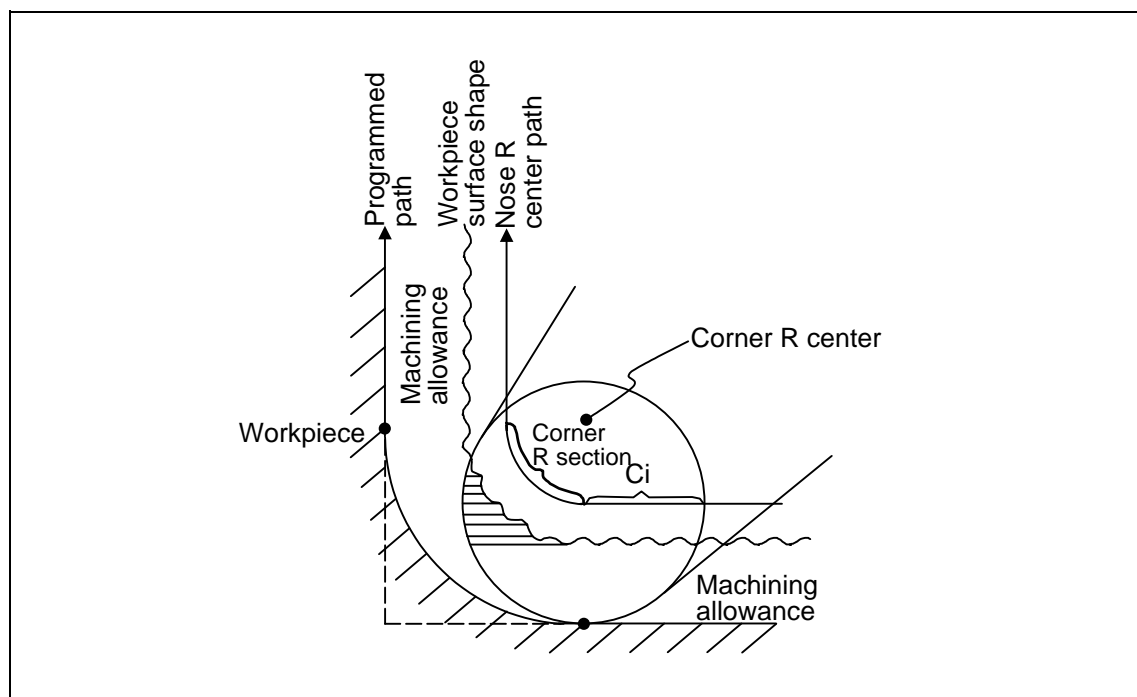 Programmed
path
Workpiece
surface shape
Nose R
center path
Machining
allowance
Corner R center
Workpiece
Corner
R section
Ci
Machining
allowance